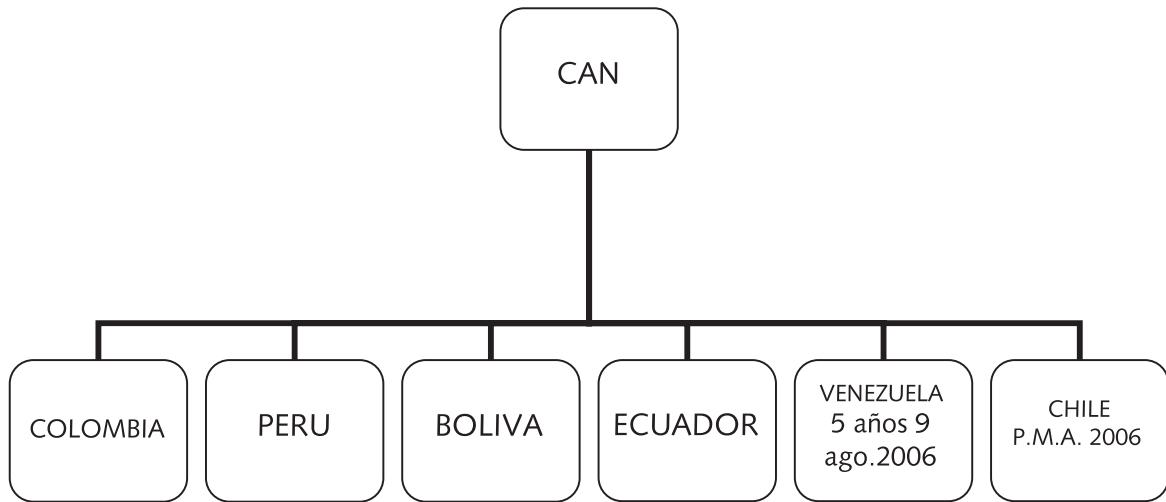 CAN
COLOMBIA
PERU
BOLIVA
ECUADOR
VENEZUELA
5 años 9
ago.2006
CHILE
P.M.A. 2006